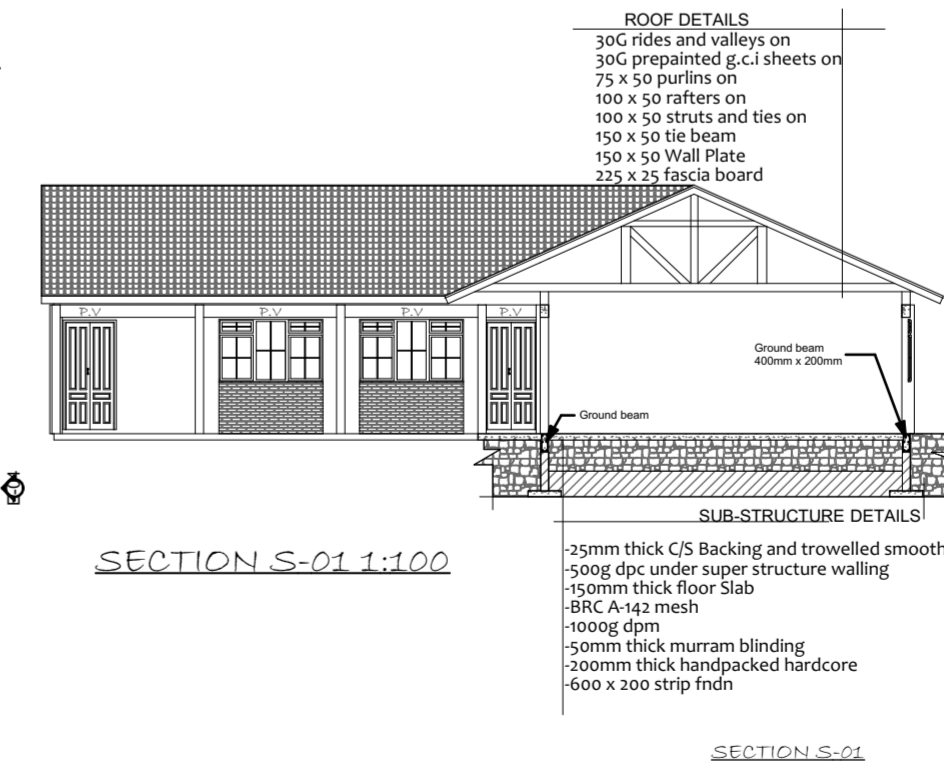 ROOF DETAILS
30G rides and valleys on
30G prepainted g.c.i sheets on
75 x 50 purlins on
100 x 50 rafters on
100 x 50 struts and ties on
150 x 50 tie beam
150 x 50 Wall Plate
225 x 25 fascia board
P.V P.V P.V P.V
Ground beam
400mm x 200mm
Ground beam
SUB-STRUCTURE DETAILS
SECTION S-01 1:100
-25mm thick C/S Backing and trowelled smooth
-500g dpc under super structure walling
-150mm thick floor Slab
-BRC A-142 mesh
-1000g dpm
-50mm thick murram blinding
-200mm thick handpacked hardcore
-600 x 200 strip fndn
SECTION S-01